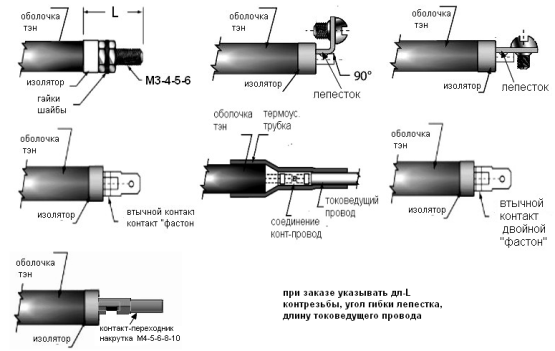 оболочка
тэн
L
изолятор
гайки
шайбы
М3-4-5-6
оболочка
тэн
изолятор
лепесток
90°
оболочка
тэн
изолятор
лепесток
оболочка
тэн
изолятор
втычной контакт
контакт "фастон
оболочка
тэн
термоус.
трубка
соединение
конт-провод
токоведущий
провод
оболочка
тэн
изолятор
втычной
контакт
двойной
"фастон"
оболочка
тэн
изолятор
контакт-переходник
накрутка М4-5-6-8-10
при заказе указывать дл-L
контрезьбы, угол гибки лепестка,
длину токоведущего провода